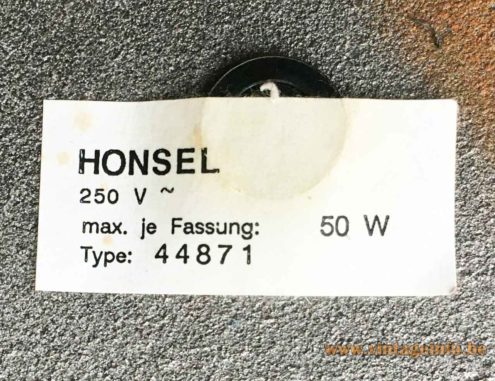 HONSEL
250 V ~
max. je Fassung: 50 W
Type: 44871
www.vintageinfo.be